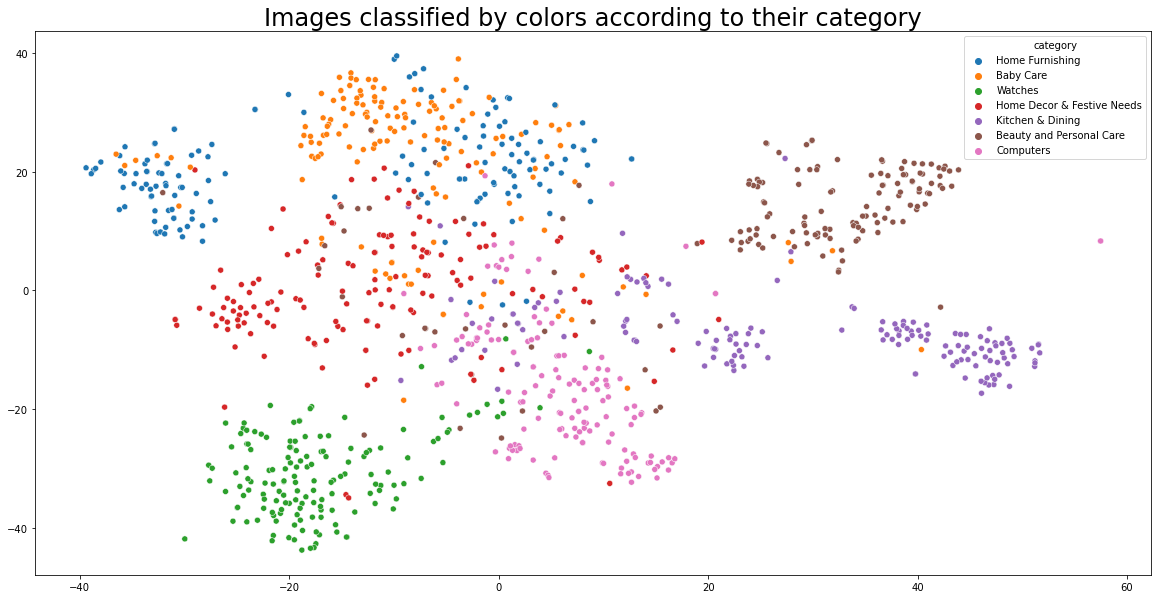 Images classified by colors according to their category
category
Home Furnishing
Baby Care
Watches
Home Decor & Festive Needs
Kitchen & Dining
Beauty and Personal Care
Computers
40
20
0
−20
−40
−40
−20
0
20
40
60